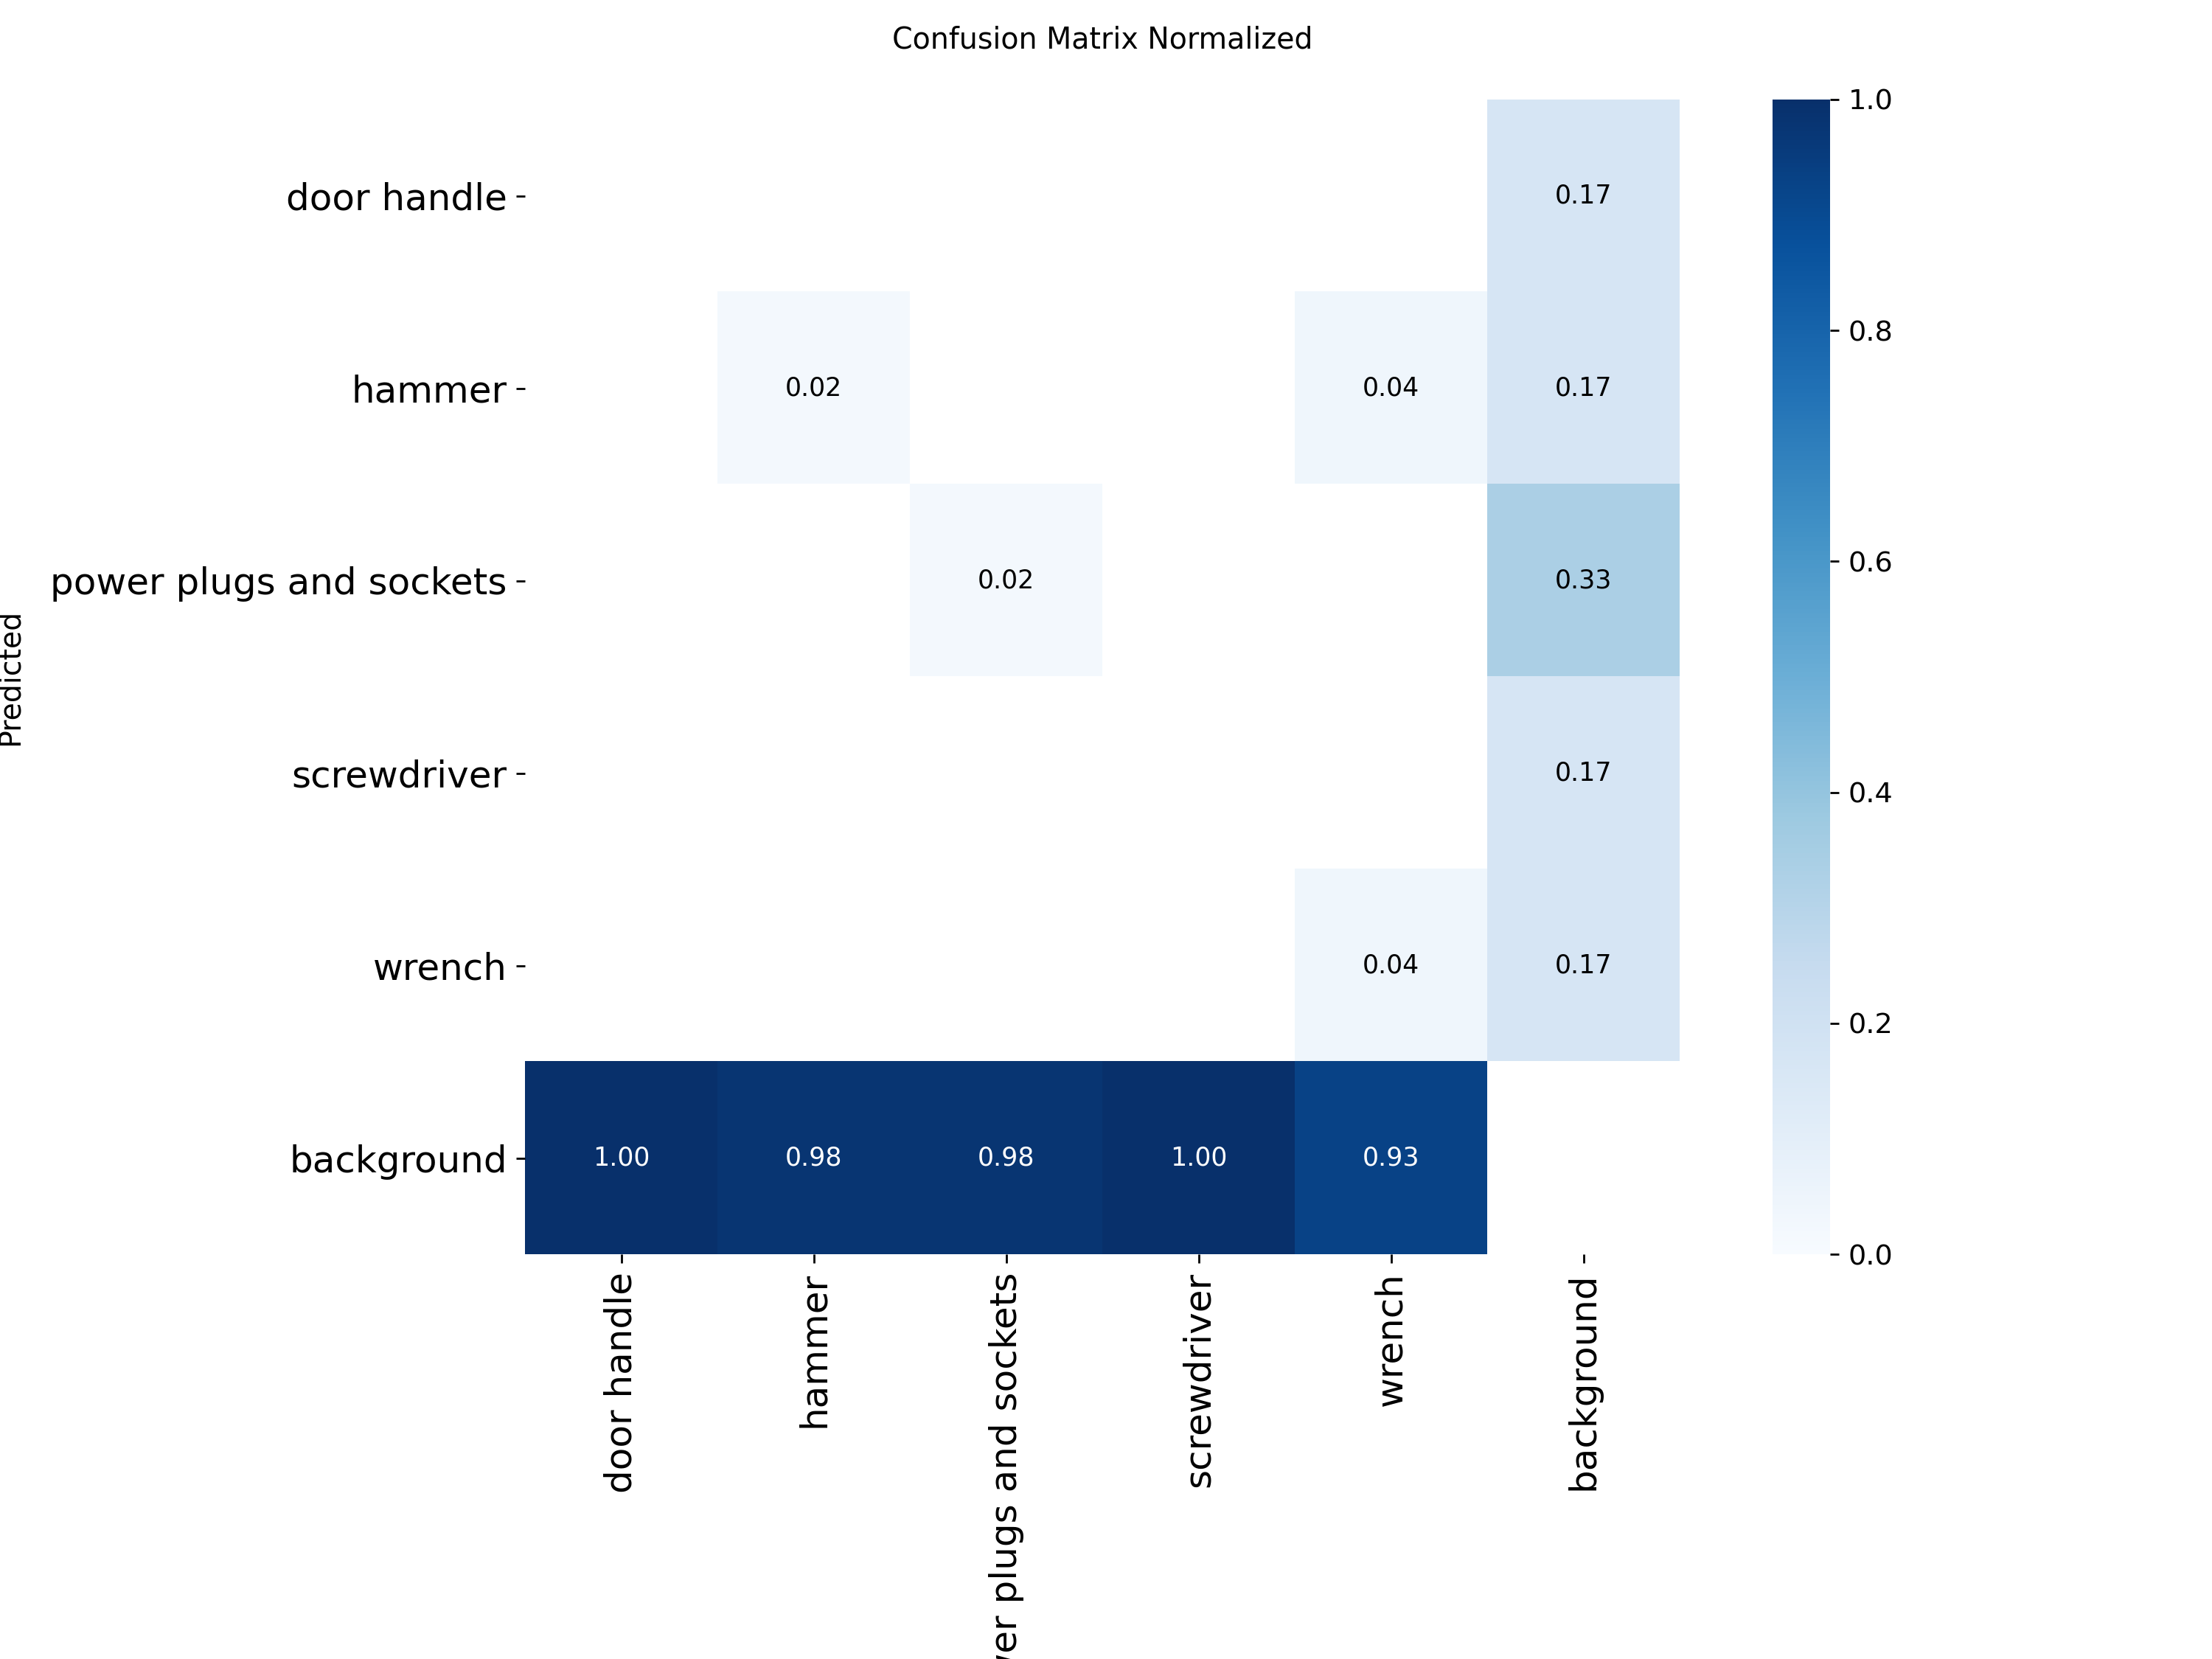 Confusion Matrix Normalized
1.0
door handle
0.17
0.8
hammer
0.02
0.04
0.17
0.6
power plugs and sockets
0.02
0.33
Predicted
0.4
screwdriver
0.17
0.2
wrench
0.04
0.17
background
1.00
0.98
0.98
1.00
0.93
0.0
door handle
hammer
plugs and sockets
screwdriver
wrench
background